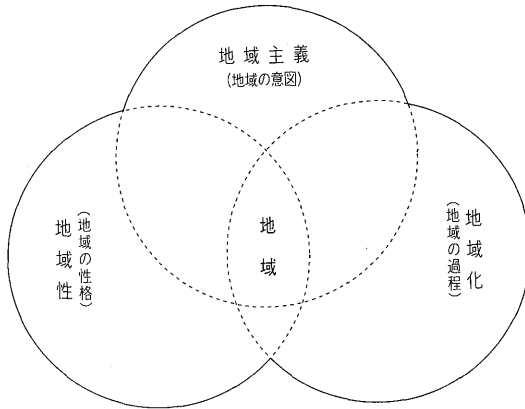 地域主義
(地域の意図)
地域性
(地域の性格)
地域
地域化
(地域の過程)